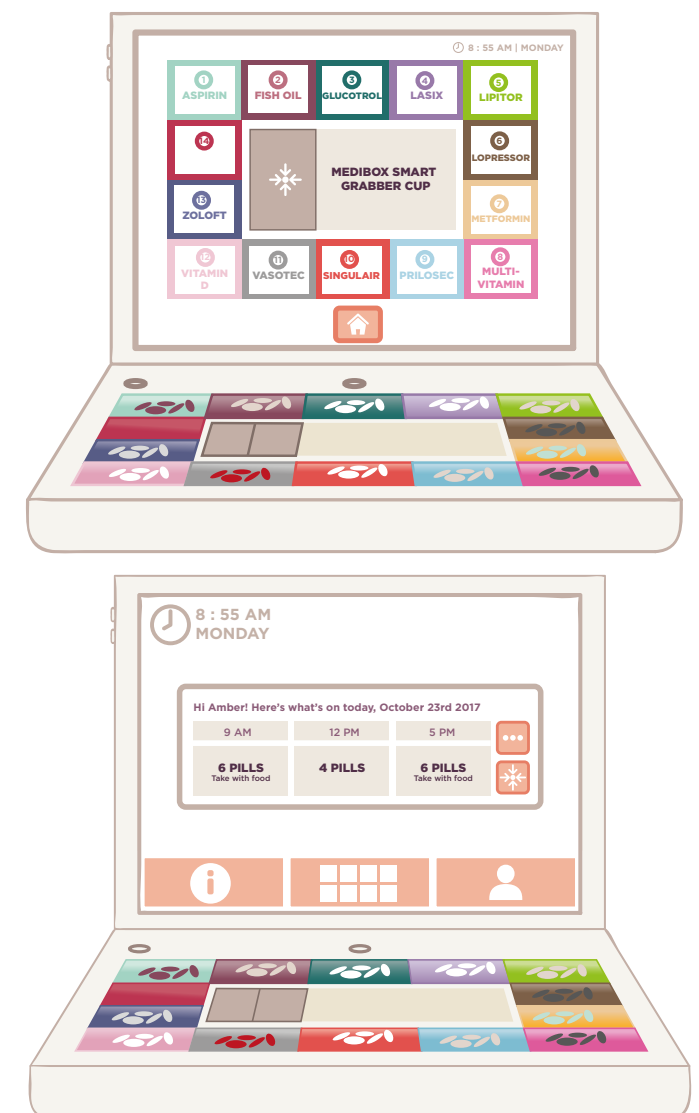 8 : 55 AM | MONDAY
1 2 3 4 5
ASPIRIN FISH OIL GLUCOTROL LASIX LIPITOR
14 6
LOPRESSOR
MEDIBOX SMART
GRABBER CUP
13 7
ZOLOFT METFORMIN
12 11 10 9 8
VITAMIN D VASOTEC SINGULAIR PRILOSEC MULTI-
VITAMIN
8 : 55 AM
MONDAY
Hi Amber! Here's what's on today, October 23rd 2017
9 AM 12 PM 5 PM
6 PILLS 4 PILLS 6 PILLS
Take with food Take with food